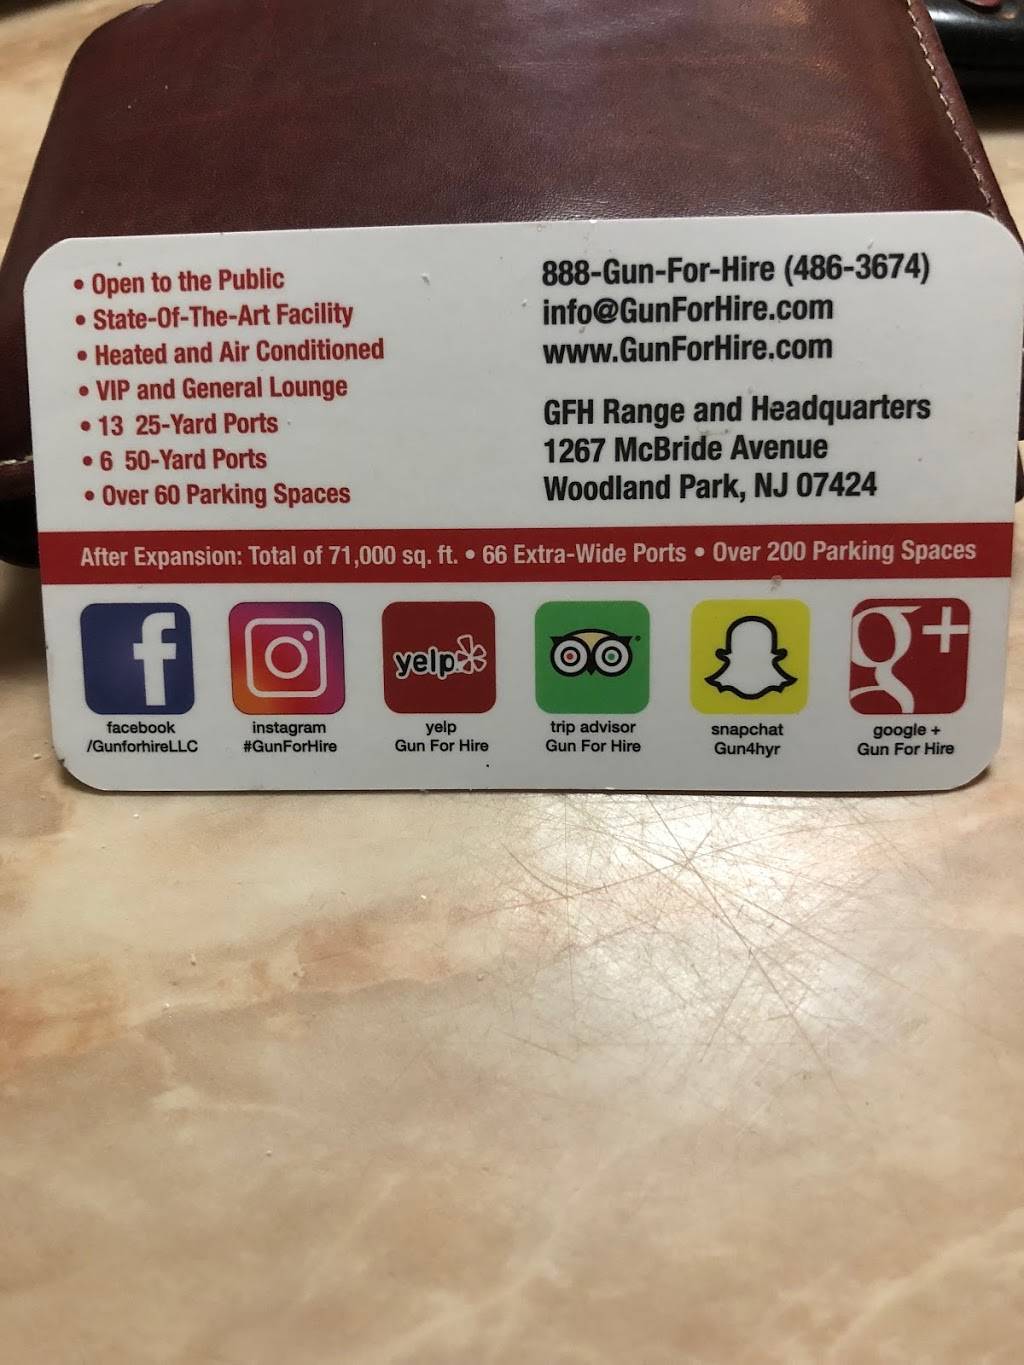 • Open to the Public
• State-Of-The-Art Facility
• Heated and Air Conditioned
• VIP and General Lounge
• 13 25-Yard Ports
• 6 50-Yard Ports
• Over 60 Parking Spaces
888-Gun-For-Hire (486-3674)
info@GunForHire.com
www.GunForHire.com
GFH Range and Headquarters
1267 McBride Avenue
Woodland Park, NJ 07424
After Expansion: Total of 71,000 sq. ft. • 66 Extra-Wide Ports • Over 200 Parking Spaces
f
yelp
g+
facebook
/GunforhireLLC
instagram
#GunForHire
yelp
Gun For Hire
trip advisor
Gun For Hire
snapchat
Gun4hyr
google +
Gun For Hire